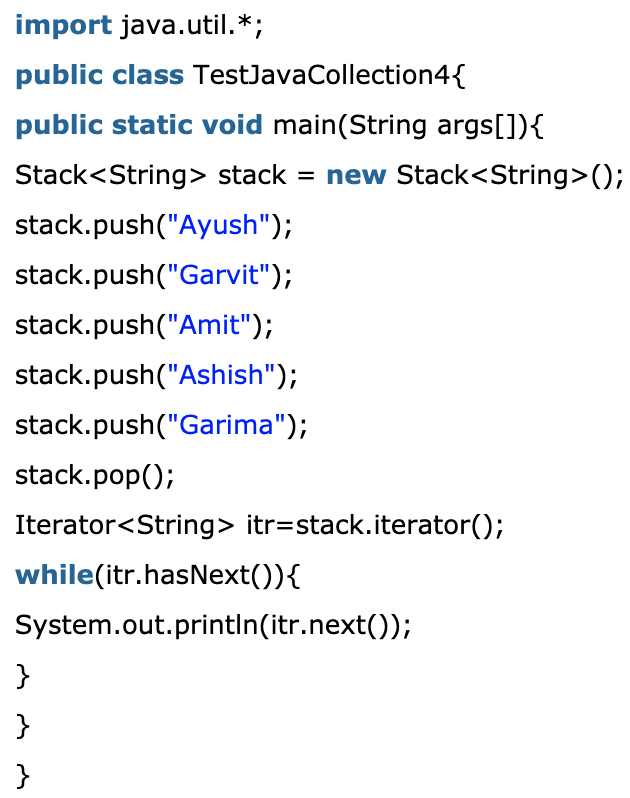 import java.util.*;
public class TestJavaCollection4{
public static void main(String args[]){
Stack<String> stack = new Stack<String>();
stack.push("Ayush");
stack.push("Garvit");
stack.push("Amit");
stack.push("Ashish");
stack.push("Garima");
stack.pop();
Iterator<String> itr=stack.iterator();
while(itr.hasNext()){
System.out.println(itr.next());
}
}
}